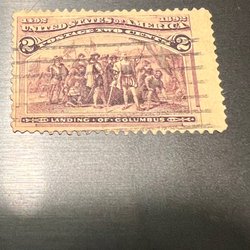 1492 1892
UNITED STATES OF AMERICA
2 POSTAGE TWO CENTS 2
LANDING OF COLUMBUS